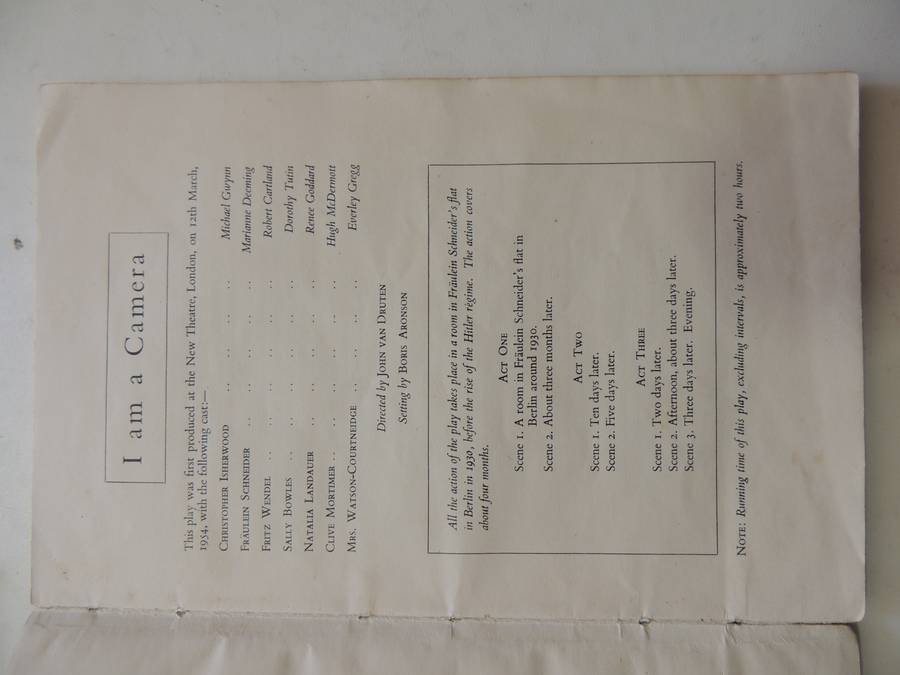 I am a Camera
This play was first produced at the New Theatre, London, on 12th March,
1954, with the following cast:—
CHRISTOPHER ISHERWOOD .. .. .. .. Michael Gwynn
FRÄULEIN SCHNEIDER .. .. .. .. .. Marianne Deeming
FRITZ WENDEL .. .. .. .. .. Robert Cartland
SALLY BOWLES .. .. .. .. .. Dorothy Tutin
NATALIA LANDAUER .. .. .. .. .. Renee Goddard
CLIVE MORTIMER .. .. .. .. .. Hugh McDermott
MRS. WATSON-COURTNEIDGE .. .. .. .. Everley Gregg
Directed by JOHN VAN DRUTEN
Setting by BORIS ARONSON
All the action of the play takes place in a room in Fräulein Schneider's flat
in Berlin in 1930, before the rise of the Hitler régime. The action covers
about four months.
ACT ONE
Scene 1. A room in Fräulein Schneider's flat in
Berlin around 1930.
Scene 2. About three months later.
ACT TWO
Scene 1. Ten days later.
Scene 2. Five days later.
ACT THREE
Scene 1. Two days later.
Scene 2. Afternoon, about three days later.
Scene 3. Three days later. Evening.
NOTE: Running time of this play, excluding intervals, is approximately two hours.